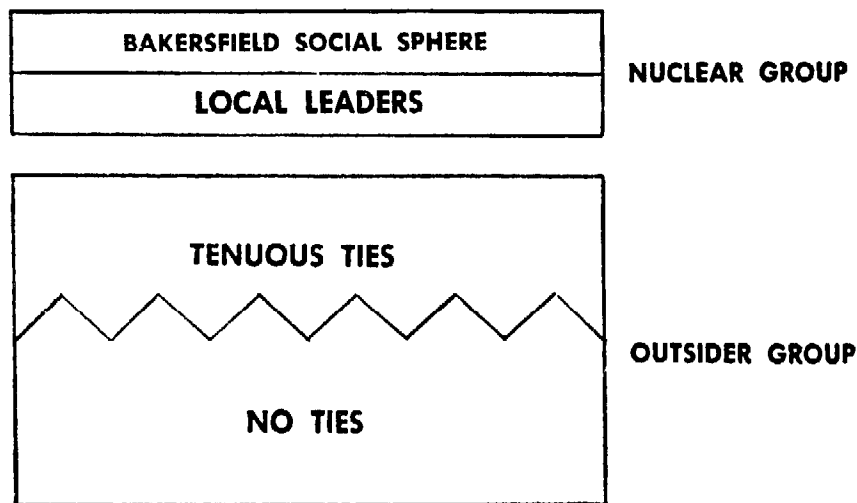 BAKERSFIELD SOCIAL SPHERE
LOCAL LEADERS
NUCLEAR GROUP
TENUOUS TIES
NO TIES
OUTSIDER GROUP